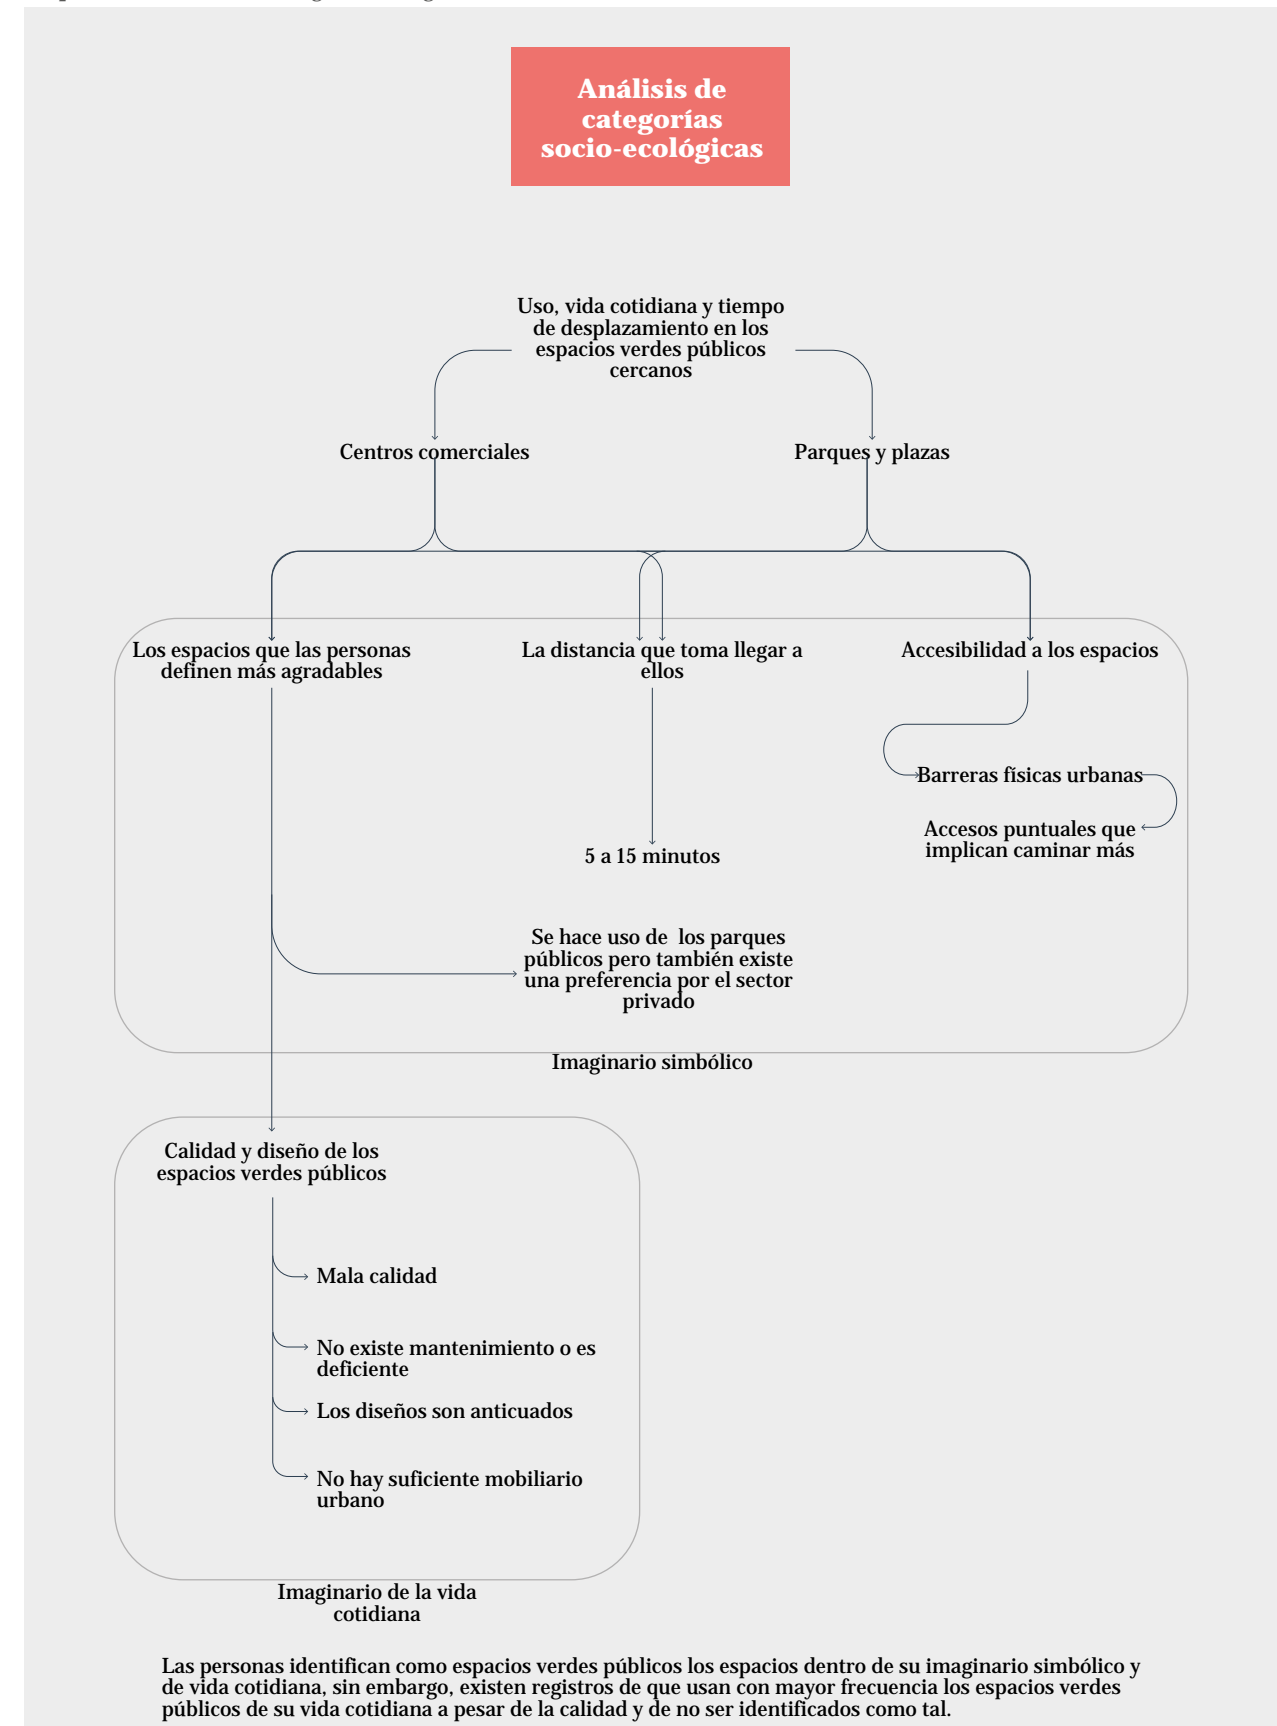 Análisis de
categorías
socio-ecológicas
Uso, vida cotidiana y tiempo
de desplazamiento en los
espacios verdes públicos
cercanos
Centros comerciales
Parques y plazas
Los espacios que las personas
definen más agradables
La distancia que toma llegar a
ellos
Accesibilidad a los espacios
Barreras físicas urbanas
Accesos puntuales que
implican caminar más
5 a 15 minutos
Se hace uso de  los parques
públicos pero también existe
una preferencia por el sector
privado
Imaginario simbólico
Calidad y diseño de los
espacios verdes públicos
Mala calidad
No existe mantenimiento o es
deficiente
Los diseños son anticuados
No hay suficiente mobiliario
urbano
Imaginario de la vida
cotidiana
Las personas identifican como espacios verdes públicos los espacios dentro de su imaginario simbólico y
de vida cotidiana, sin embargo, existen registros de que usan con mayor frecuencia los espacios verdes
públicos de su vida cotidiana a pesar de la calidad y de no ser identificados como tal.